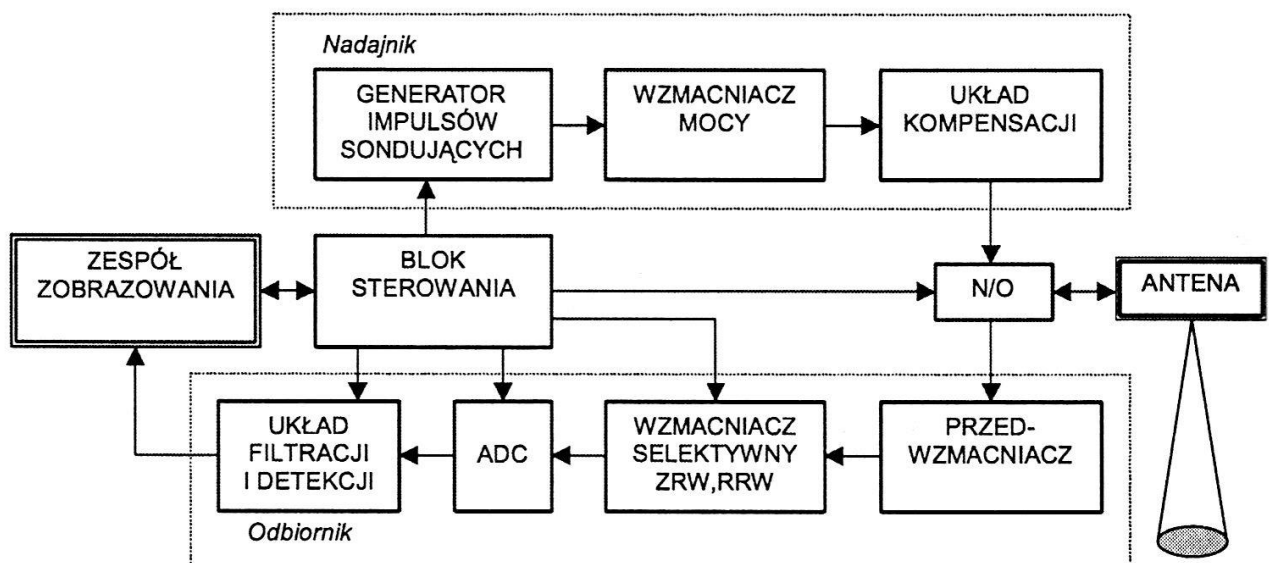 Nadajnik
GENERATOR
IMPULSÓW
SONDUJĄCYCH
WZMACNIACZ
MOCY
UKŁAD
KOMPENSACJI
ZESPÓŁ
ZOBRAZOWANIA
BLOK
STEROWANIA
N/O
ANTENA
UKŁAD
FILTRACJI
I DETEKCJI
ADC
WZMACNIACZ
SELEKTYWNY
ZRW,RRW
PRZED-
WZMACNIACZ
Odbiornik